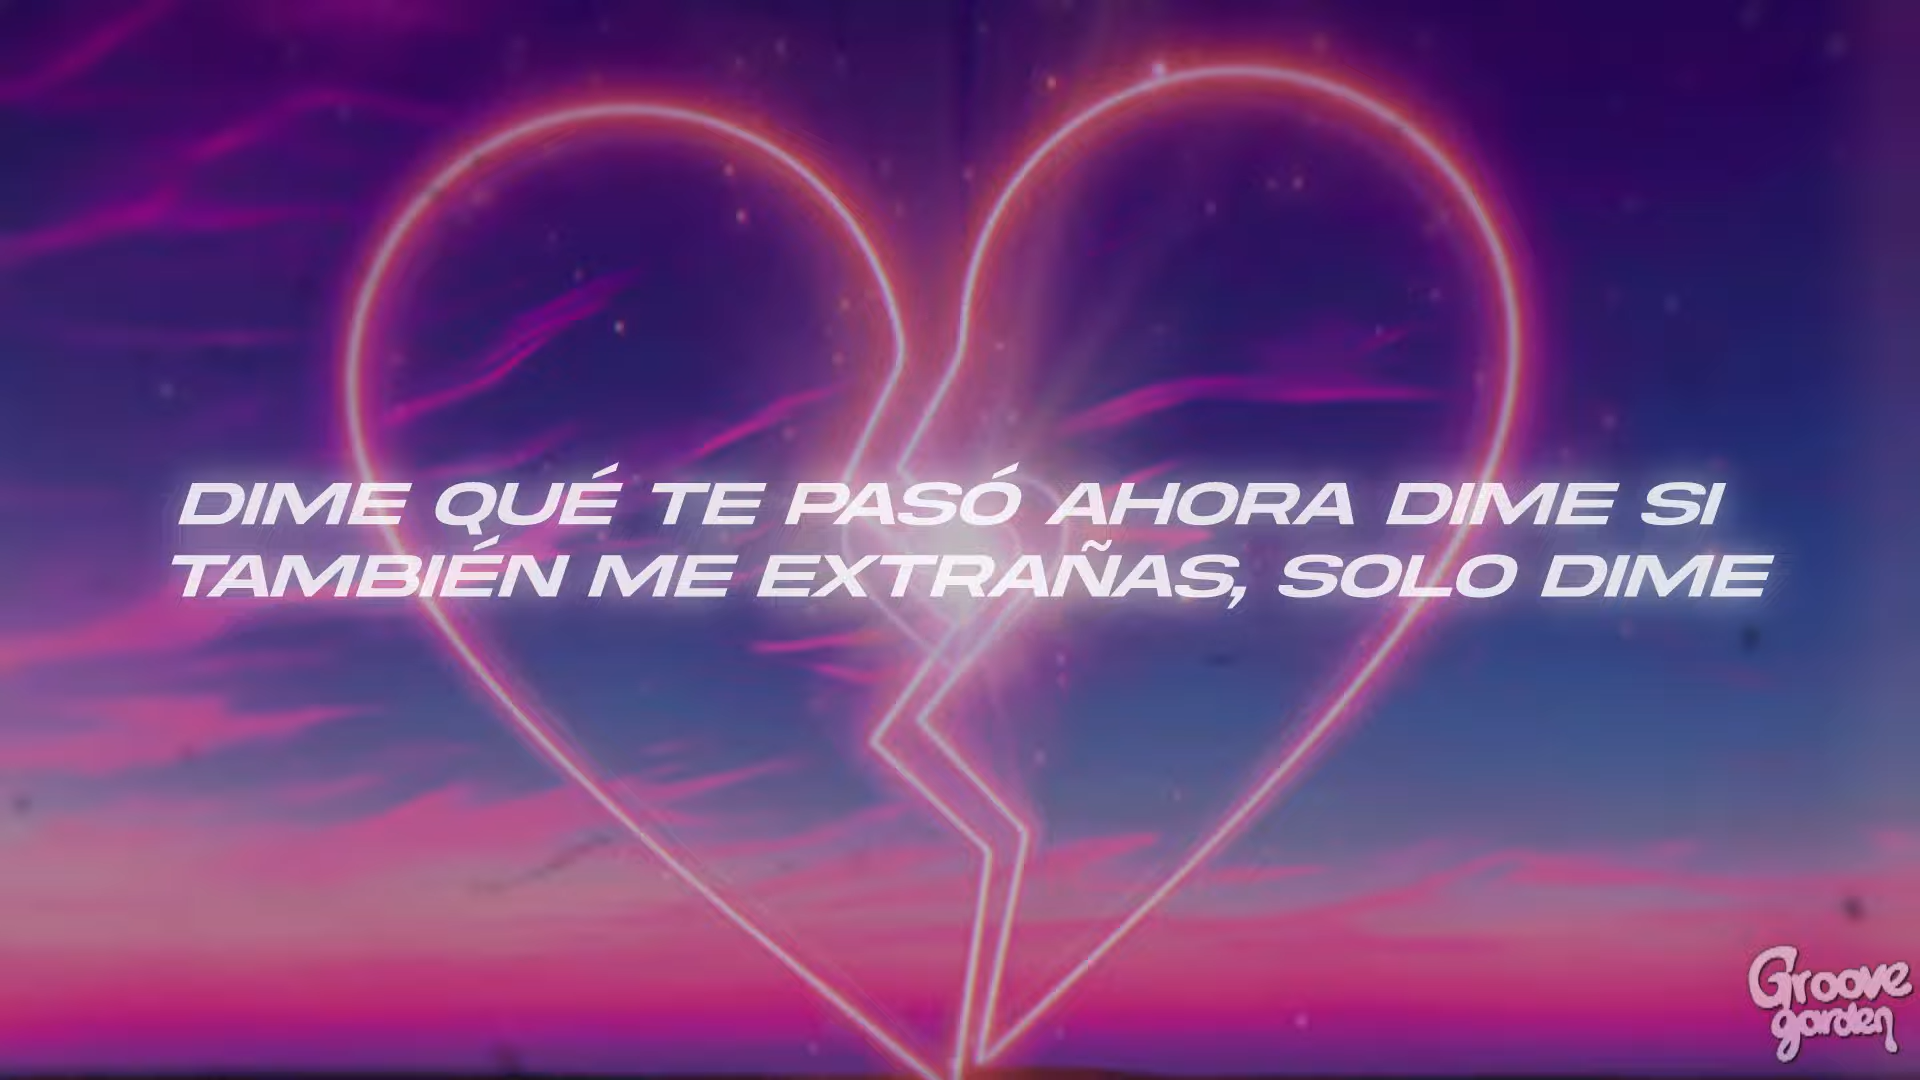 DIME QUÉ TE PASÓ AHORA DIME SI
TAMBIÉN ME EXTRAÑAS, SOLO DIME
Groove
garden